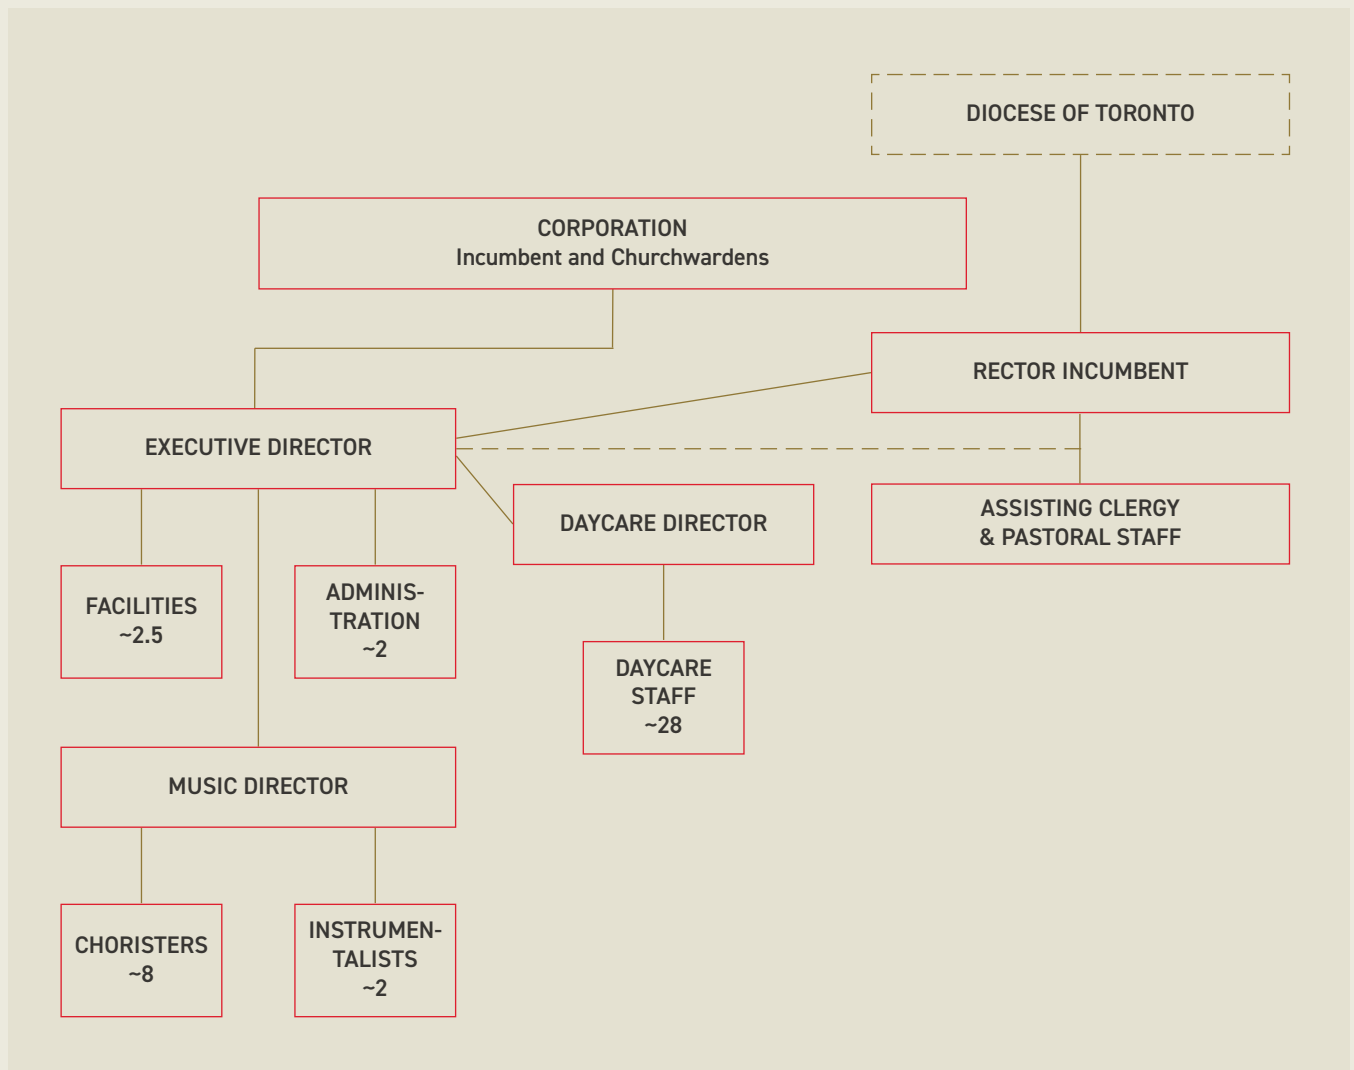 DIOCESE OF TORONTO
CORPORATION
Incumbent and Churchwardens
RECTOR INCUMBENT
EXECUTIVE DIRECTOR
DAYCARE DIRECTOR
ASSISTING CLERGY
& PASTORAL STAFF
FACILITIES
~2.5
ADMINIS-
TRATION
~2
DAYCARE
STAFF
~28
MUSIC DIRECTOR
CHORISTERS
~8
INSTRUMEN-
TALISTS
~2